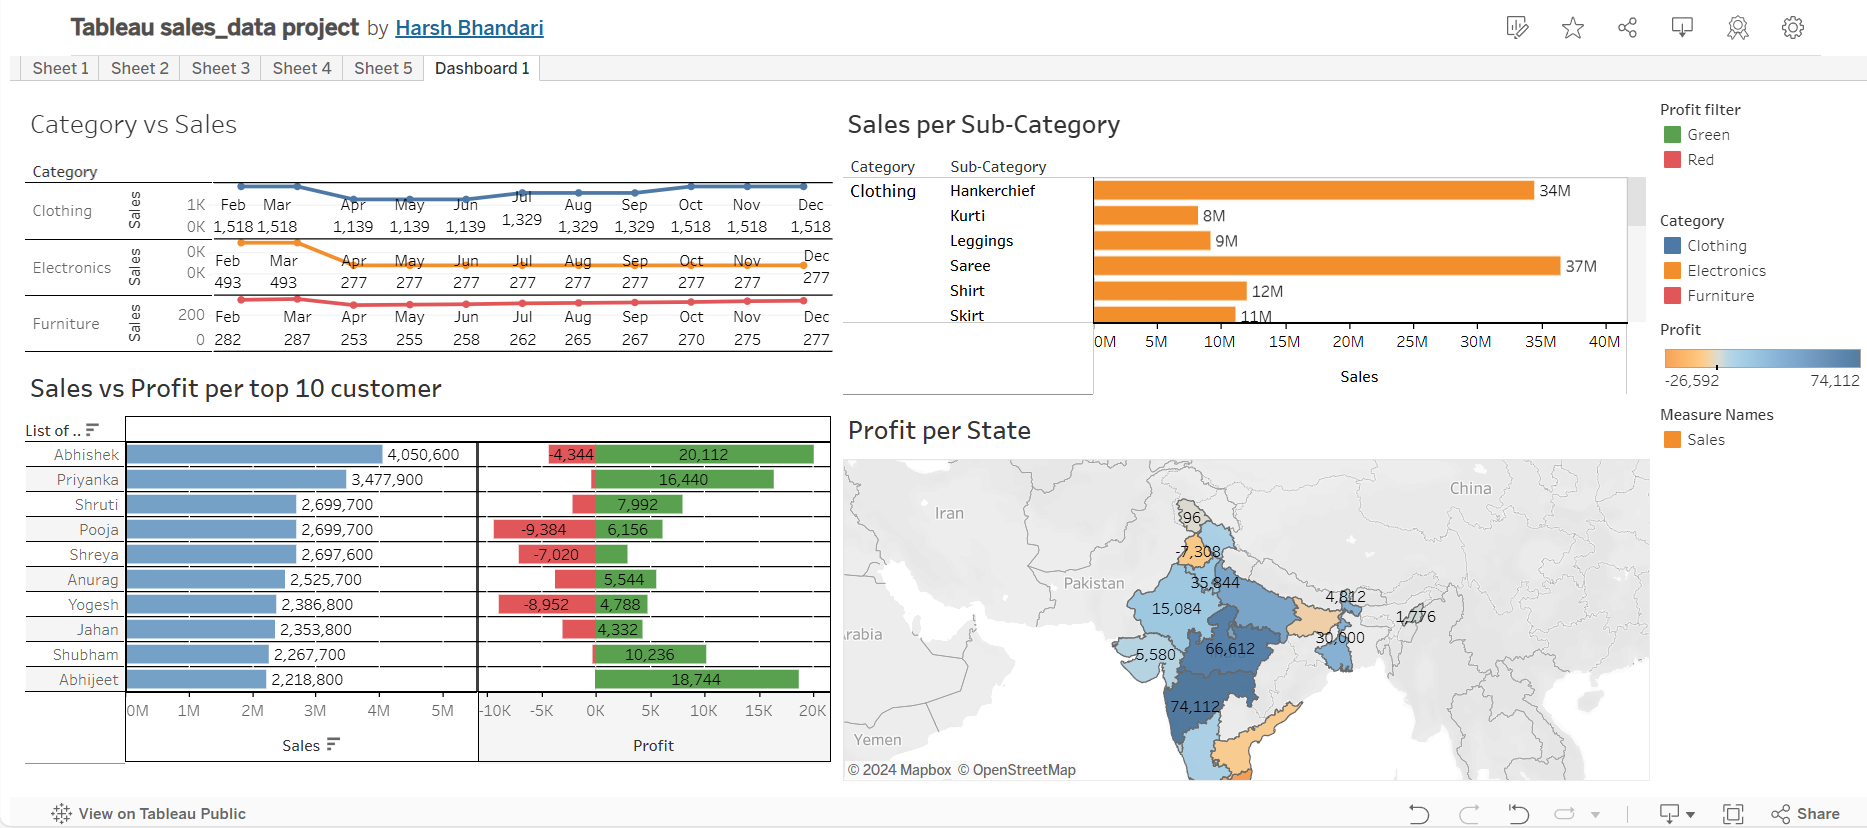 Tableau sales_data project by Harsh Bhandari
Sheet 1 Sheet 2 Sheet 3 Sheet 4 Sheet 5 Dashboard 1
Category vs Sales
Category
Clothing
Sales
1K
0K
Feb Mar Apr May Jun Jul Aug Sep Oct Nov Dec
1,518 1,518 1,139 1,139 1,139 1,329 1,329 1,329 1,518 1,518 1,518
Electronics
Sales
0K
0K
Feb Mar Apr May Jun Jul Aug Sep Oct Nov Dec
493 493 277 277 277 277 277 277 277 277 277
Furniture
Sales
200
0
Feb Mar Apr May Jun Jul Aug Sep Oct Nov Dec
282 287 253 255 258 262 265 267 270 275 277
Sales per Sub-Category
Category Sub-Category
Clothing Hankerchief 34M
Kurti 8M
Leggings 9M
Saree 37M
Shirt 12M
Skirt 11M
0M 5M 10M 15M 20M 25M 30M 35M 40M
Sales
Profit filter
Green
Red
Category
Clothing
Electronics
Furniture
Profit
-26,592 74,112
Measure Names
Sales
Sales vs Profit per top 10 customer
List of ..
Abhishek 4,050,600 -4,344 20,112
Priyanka 3,477,900 16,440
Shruti 2,699,700 7,992
Pooja 2,699,700 -9,384 6,156
Shreya 2,697,600 -7,020
Anurag 2,525,700 5,544
Yogesh 2,386,800 -8,952 4,788
Jahan 2,353,800 4,332
Shubham 2,267,700 10,236
Abhijeet 2,218,800 18,744
0M 1M 2M 3M 4M 5M -10K -5K 0K 5K 10K 15K 20K
Sales Profit
Profit per State
China
Iran
96
-7,308
Pakistan
35,844
4,812
15,084
1,776
rabia
30,000
5,580
66,612
74,112
Yemen
© 2024 Mapbox © OpenStreetMap
View on Tableau Public
Share